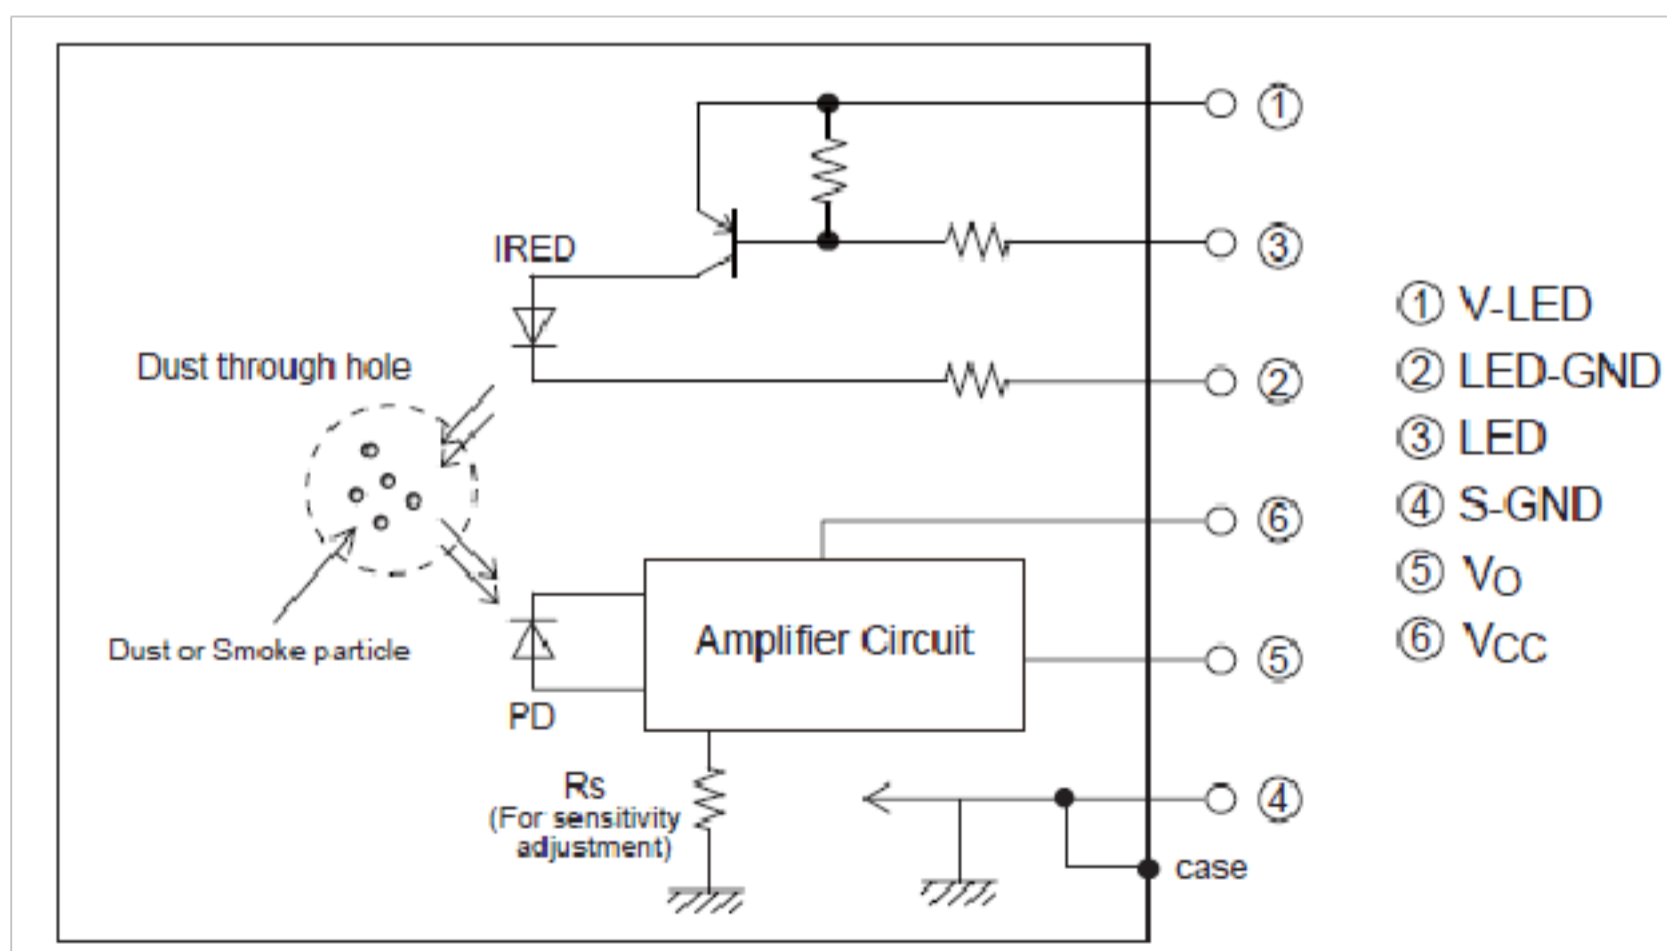 ①
IRED
③
Dust through hole
②
⑥
Amplifier Circuit
⑤
Dust or Smoke particle
PD
Rs
(For sensitivity
adjustment)
④
case
① V-LED
② LED-GND
③ LED
④ S-GND
⑤ VO
⑥ VCC